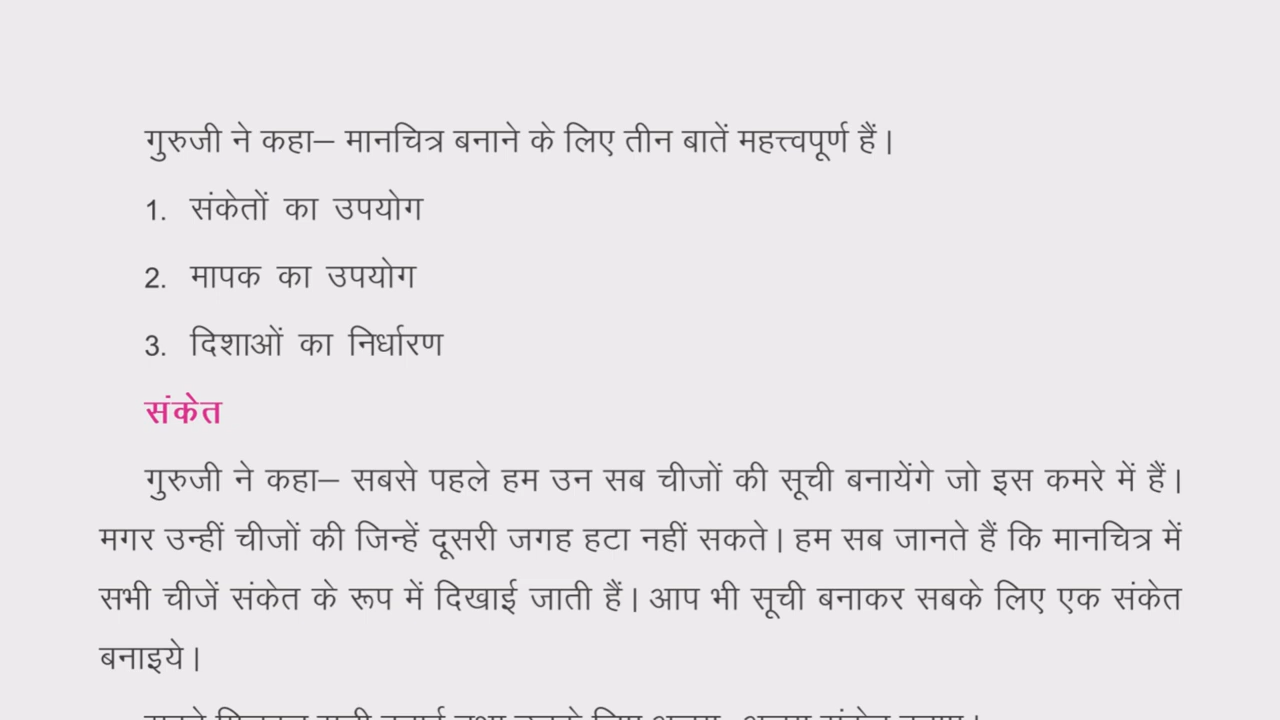 गुरुजी ने कहा– मानचित्र बनाने के लिए तीन बातें महत्त्वपूर्ण हैं।
1. संकेतों का उपयोग
2. मापक का उपयोग
3. दिशाओं का निर्धारण
संकेत
गुरुजी ने कहा– सबसे पहले हम उन सब चीजों की सूची बनायेंगे जो इस कमरे में हैं।
मगर उन्हीं चीजों की जिन्हें दूसरी जगह हटा नहीं सकते। हम सब जानते हैं कि मानचित्र में
सभी चीजें संकेत के रूप में दिखाई जाती हैं। आप भी सूची बनाकर सबके लिए एक संकेत
बनाइये।